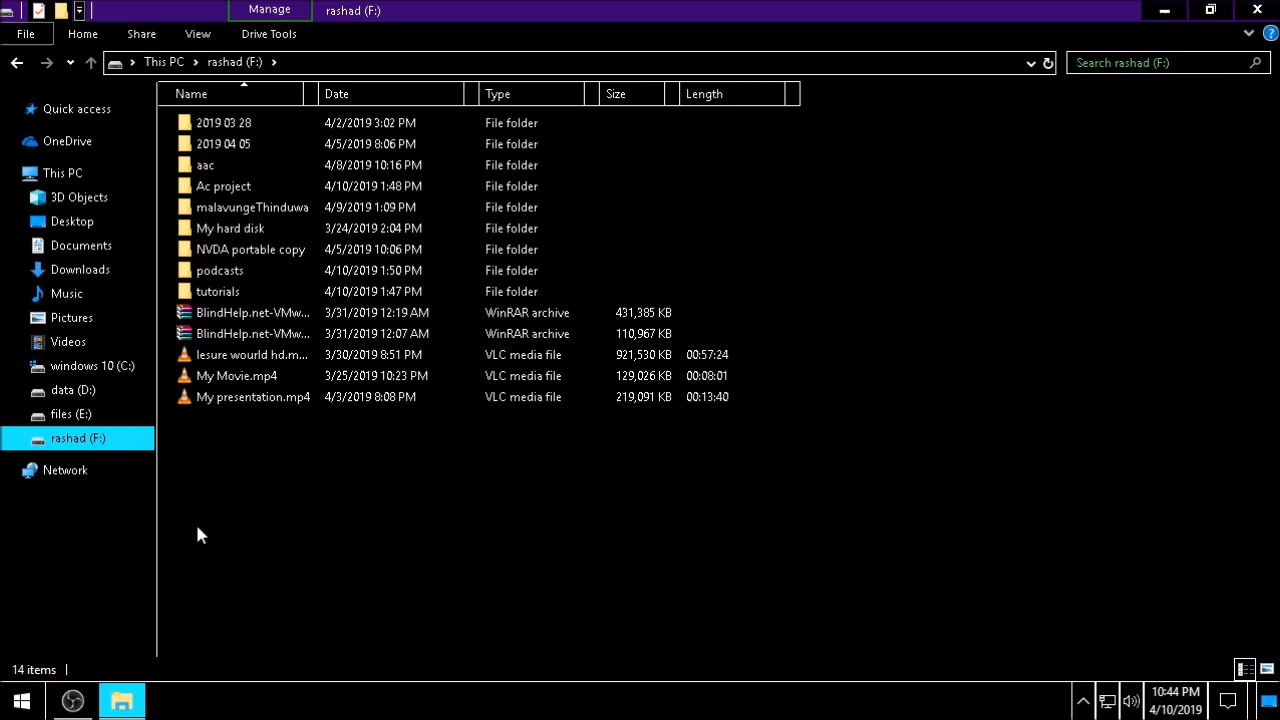 Manage rashad (F:)
File Home Share View Drive Tools
This PC rashad (F:) Search rashad (F:)
Name Date Type Size Length
Quick access
OneDrive
This PC
3D Objects
Desktop
Documents
Downloads
Music
Pictures
Videos
windows 10 (C:)
data (D:)
files (E:)
rashad (F:)
Network
2019 03 28 4/2/2019 3:02 PM File folder
2019 04 05 4/5/2019 8:06 PM File folder
aac 4/8/2019 10:16 PM File folder
Ac project 4/10/2019 1:48 PM File folder
malavungeThinduwa 4/9/2019 1:09 PM File folder
My hard disk 3/24/2019 2:04 PM File folder
NVDA portable copy 4/5/2019 10:06 PM File folder
podcasts 4/10/2019 1:50 PM File folder
tutorials 4/10/2019 1:47 PM File folder
BlindHelp.net-VMw... 3/31/2019 12:19 AM WinRAR archive 431,385 KB
BlindHelp.net-VMw... 3/31/2019 12:07 AM WinRAR archive 110,967 KB
lesure wourld hd.m... 3/30/2019 8:51 PM VLC media file 921,530 KB 00:57:24
My Movie.mp4 3/25/2019 10:23 PM VLC media file 129,026 KB 00:08:01
My presentation.mp4 4/3/2019 8:08 PM VLC media file 219,091 KB 00:13:40
14 items
10:44 PM
4/10/2019